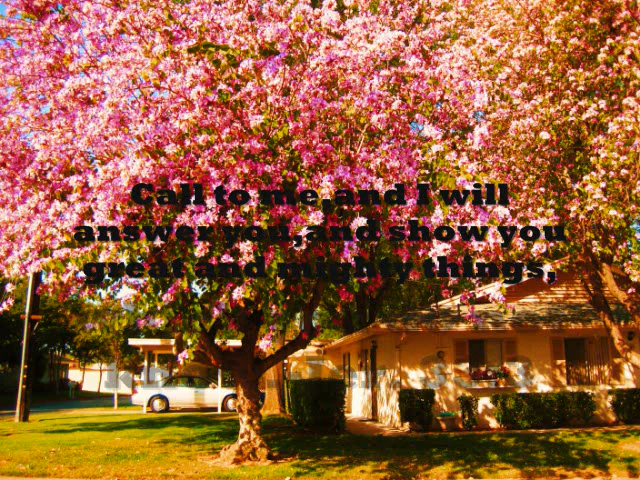 Call to me,and I will
answer you,and show you
great and mighty things,